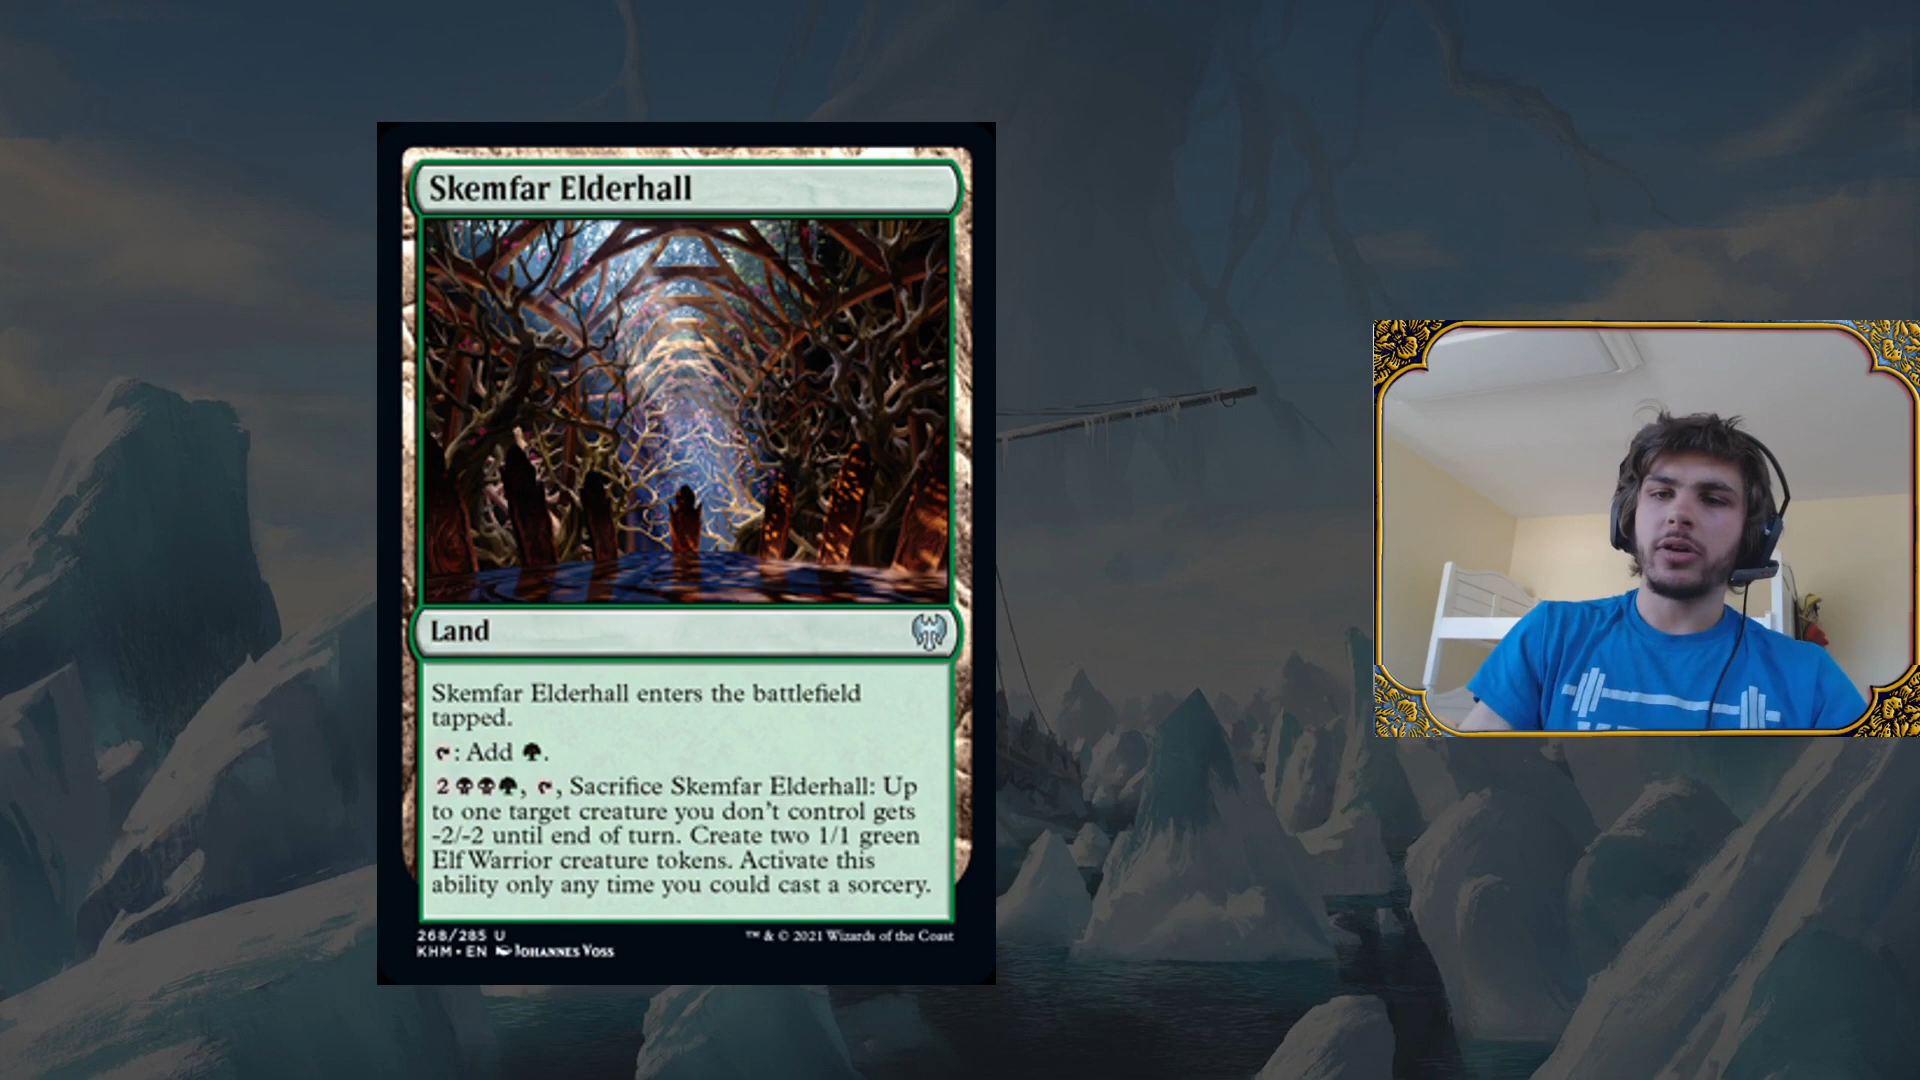 Skemfar Elderhall
Land
Skemfar Elderhall enters the battlefield
tapped.
: Add .
2, , Sacrifice Skemfar Elderhall: Up
to one target creature you don't control gets
-2/-2 until end of turn. Create two 1/1 green
Elf Warrior creature tokens. Activate this
ability only any time you could cast a sorcery.
268/285 U
KHM • EN Johannes Voss
™ & © 2021 Wizards of the Coast